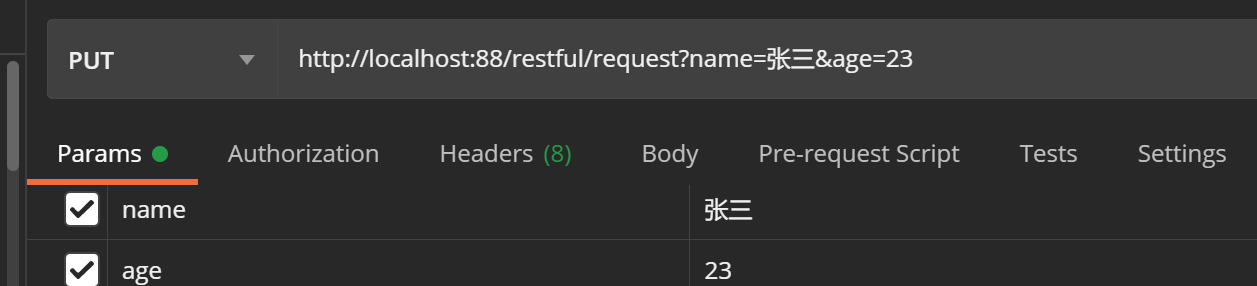 PUT http://localhost:88/restful/request?name=张三&age=23
Params Authorization Headers (8) Body Pre-request Script Tests Settings
name 张三
age 23